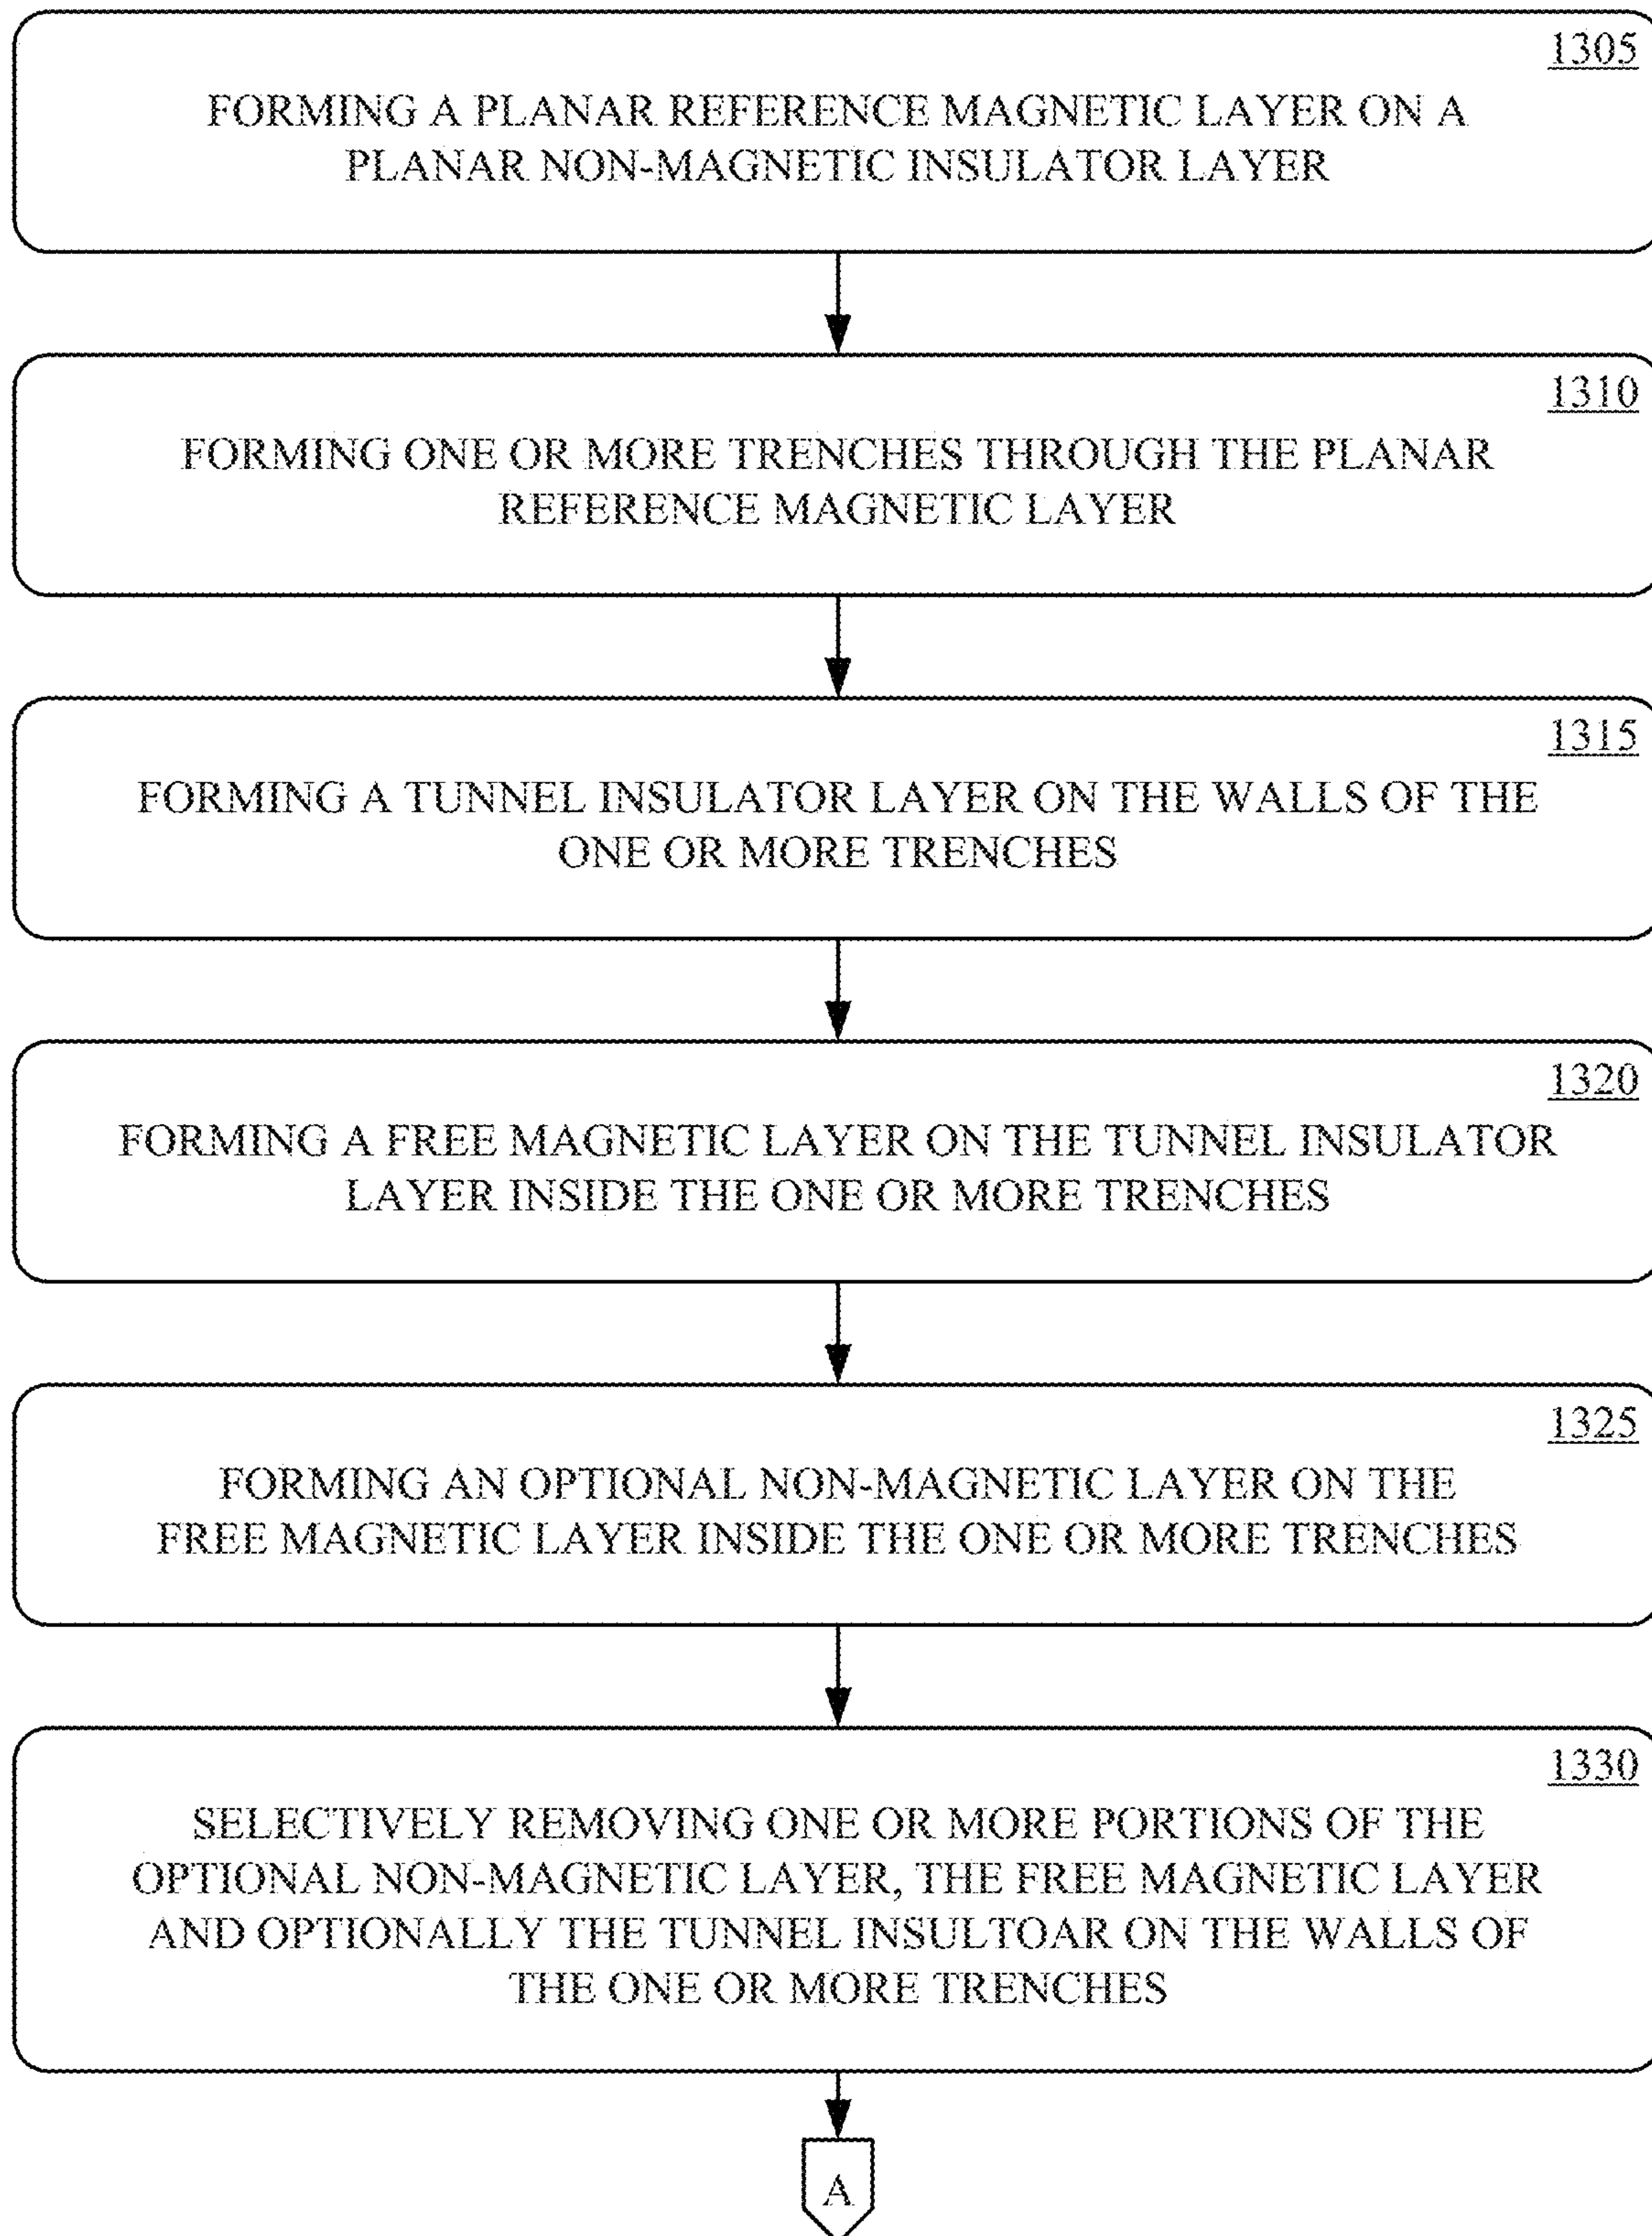 1305
FORMING A PLANAR REFERENCE MAGNETIC LAYER ON A
PLANAR NON-MAGNETIC INSULATOR LAYER
1310
FORMING ONE OR MORE TRENCHES THROUGH THE PLANAR
REFERENCE MAGNETIC LAYER
1315
FORMING A TUNNEL INSULATOR LAYER ON THE WALLS OF THE
ONE OR MORE TRENCHES
1320
FORMING A FREE MAGNETIC LAYER ON THE TUNNEL INSULATOR
LAYER INSIDE THE ONE OR MORE TRENCHES
1325
FORMING AN OPTIONAL NON-MAGNETIC LAYER ON THE
FREE MAGNETIC LAYER INSIDE THE ONE OR MORE TRENCHES
1330
SELECTIVELY REMOVING ONE OR MORE PORTIONS OF THE
OPTIONAL NON-MAGNETIC LAYER, THE FREE MAGNETIC LAYER
AND OPTIONALLY THE TUNNEL INSULTOAR ON THE WALLS OF
THE ONE OR MORE TRENCHES
A